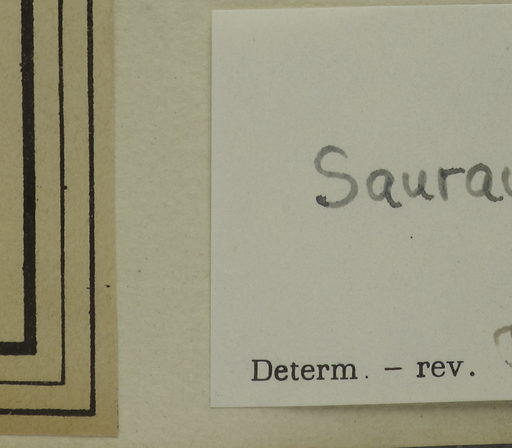 Saurau
Determ. – rev.